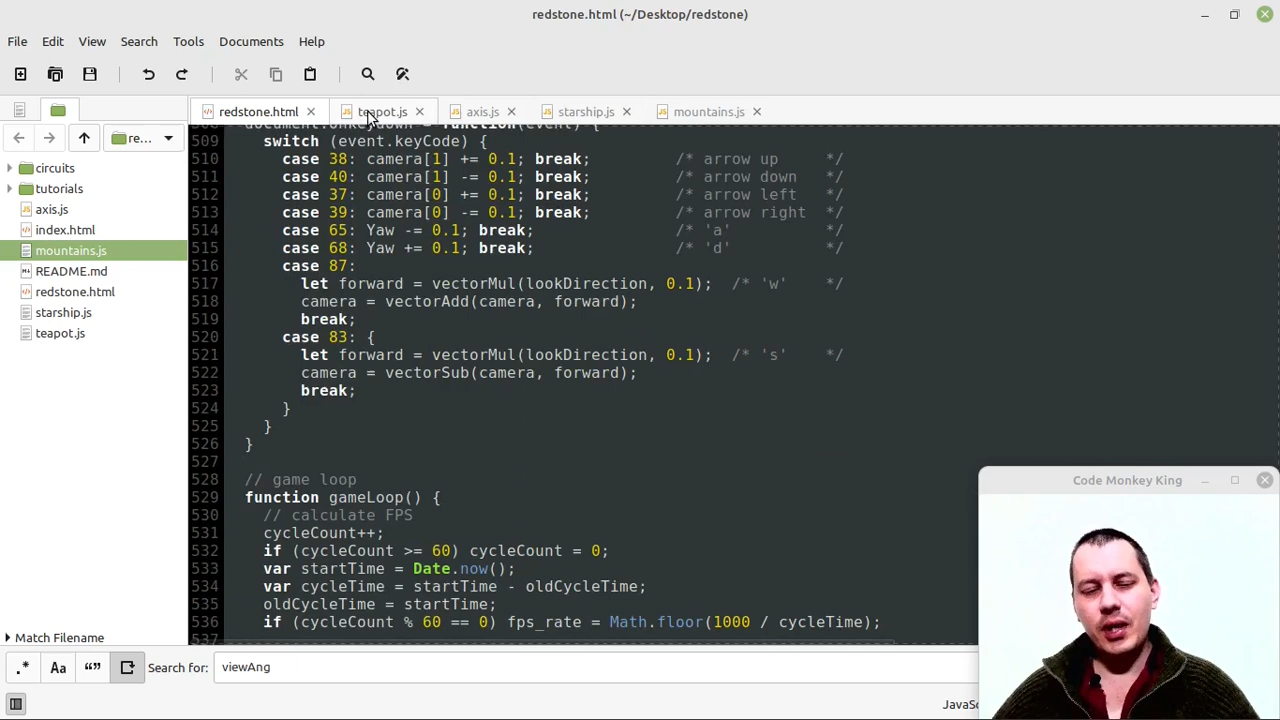 redstone.html (~/Desktop/redstone)
File Edit View Search Tools Documents Help
redstone.html teapot.js axis.js starship.js mountains.js
re...
circuits
tutorials
axis.js
index.html
mountains.js
README.md
redstone.html
starship.js
teapot.js
Match Filename
508 document.onkeydown = function(event) {
509 switch (event.keyCode) {
510 case 38: camera[1] += 0.1; break; /* arrow up */
511 case 40: camera[1] -= 0.1; break; /* arrow down */
512 case 37: camera[0] += 0.1; break; /* arrow left */
513 case 39: camera[0] -= 0.1; break; /* arrow right */
514 case 65: Yaw -= 0.1; break; /* 'a' */
515 case 68: Yaw += 0.1; break; /* 'd' */
516 case 87:
517 let forward = vectorMul(lookDirection, 0.1); /* 'w' */
518 camera = vectorAdd(camera, forward);
519 break;
520 case 83: {
521 let forward = vectorMul(lookDirection, 0.1); /* 's' */
522 camera = vectorSub(camera, forward);
523 break;
524 }
525 }
526 }
527
528 // game loop
529 function gameLoop() {
530 // calculate FPS
531 cycleCount++;
532 if (cycleCount >= 60) cycleCount = 0;
533 var startTime = Date.now();
534 var cycleTime = startTime - oldCycleTime;
535 oldCycleTime = startTime;
536 if (cycleCount % 60 == 0) fps_rate = Math.floor(1000 / cycleTime);
537
.* Aa “” Search for: viewAng
JavaSc
Code Monkey King